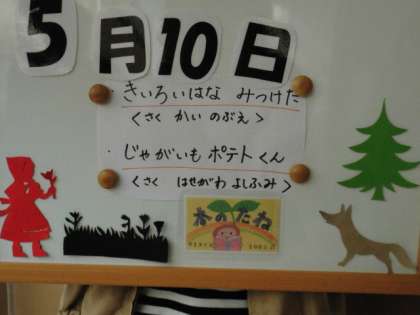 5月10日
・きいろいはな みつけた
＜さく かい のぶえ＞
・じゃがいも ポテトくん
＜さく はせがわ よしふみ＞
春のたね